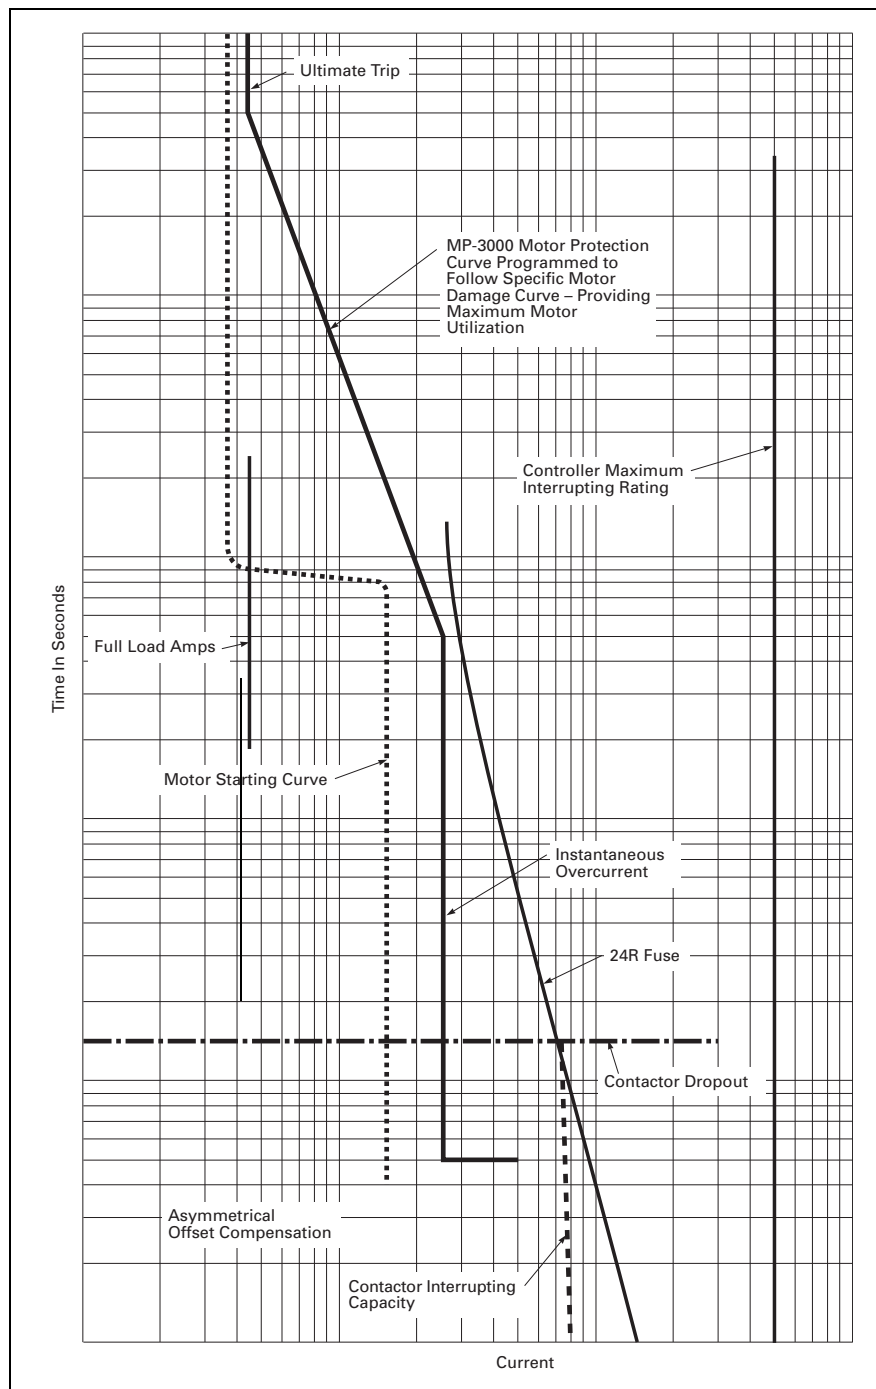 Ultimate Trip
MP-3000 Motor Protection
Curve Programmed to
Follow Specific Motor
Damage Curve – Providing
Maximum Motor
Utilization
Controller Maximum
Interrupting Rating
Time In Seconds
Full Load Amps
Motor Starting Curve
Instantaneous
Overcurrent
24R Fuse
Contactor Dropout
Asymmetrical
Offset Compensation
Contactor Interrupting
Capacity
Current